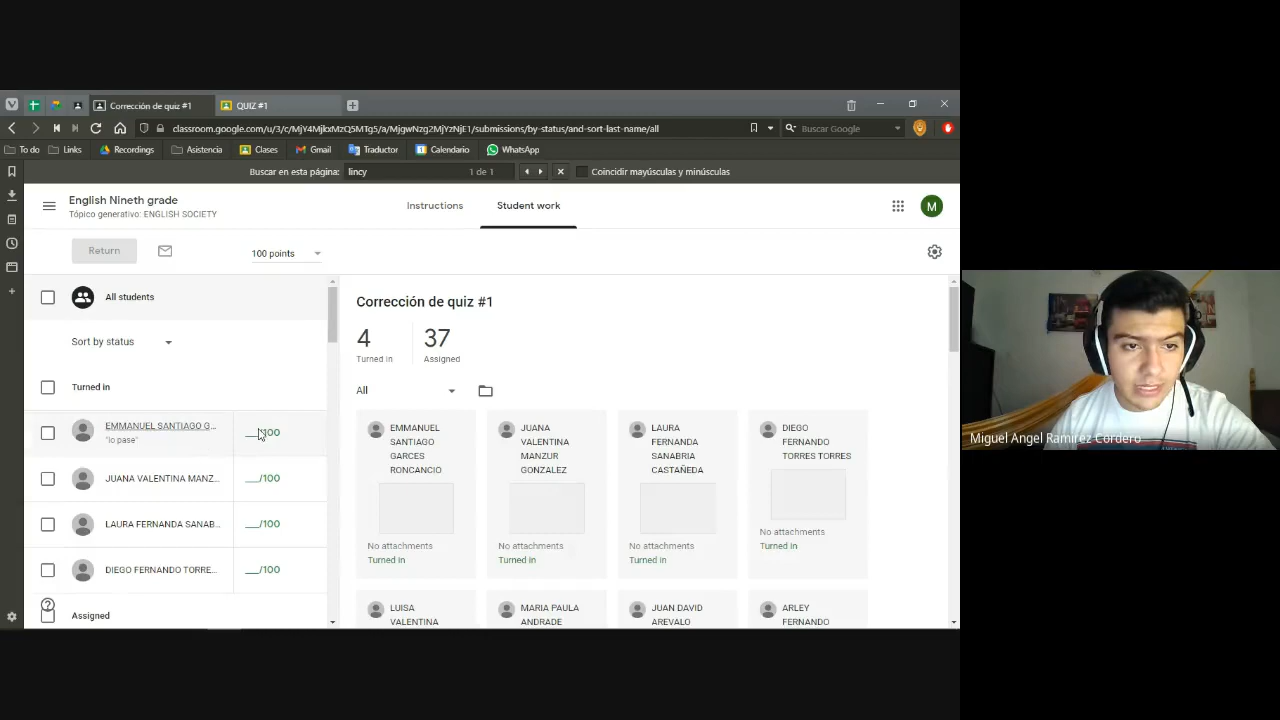 Corrección de quiz #1
QUIZ #1
classroom.google.com/u/3/c/MjY4MjkxMzQ5MTg5/a/MjgwNzg2MjYzNjE1/submissions/by-status/and-sort-last-name/all
Buscar Google
To do
Links
Recordings
Asistencia
Clases
Gmail
Traductor
Calendario
WhatsApp
Buscar en esta página:
lincy
1 de 1
Coincidir mayúsculas y minúsculas
English Nineth grade
Tópico generativo: ENGLISH SOCIETY
Instructions
Student work
M
Return
100 points
All students
Sort by status
Turned in
EMMANUEL SANTIAGO G...
"lo pase"
__/100
JUANA VALENTINA MANZ...
__/100
LAURA FERNANDA SANAB...
__/100
DIEGO FERNANDO TORRE...
__/100
Assigned
Corrección de quiz #1
4
Turned in
37
Assigned
All
EMMANUEL
SANTIAGO
GARCES
RONCANCIO
No attachments
Turned in
JUANA
VALENTINA
MANZUR
GONZALEZ
No attachments
Turned in
LAURA
FERNANDA
SANABRIA
CASTAÑEDA
No attachments
Turned in
DIEGO
FERNANDO
TORRES TORRES
No attachments
Turned in
LUISA
VALENTINA
MARIA PAULA
ANDRADE
JUAN DAVID
AREVALO
ARLEY
FERNANDO
Miguel Angel Ramirez Cordero